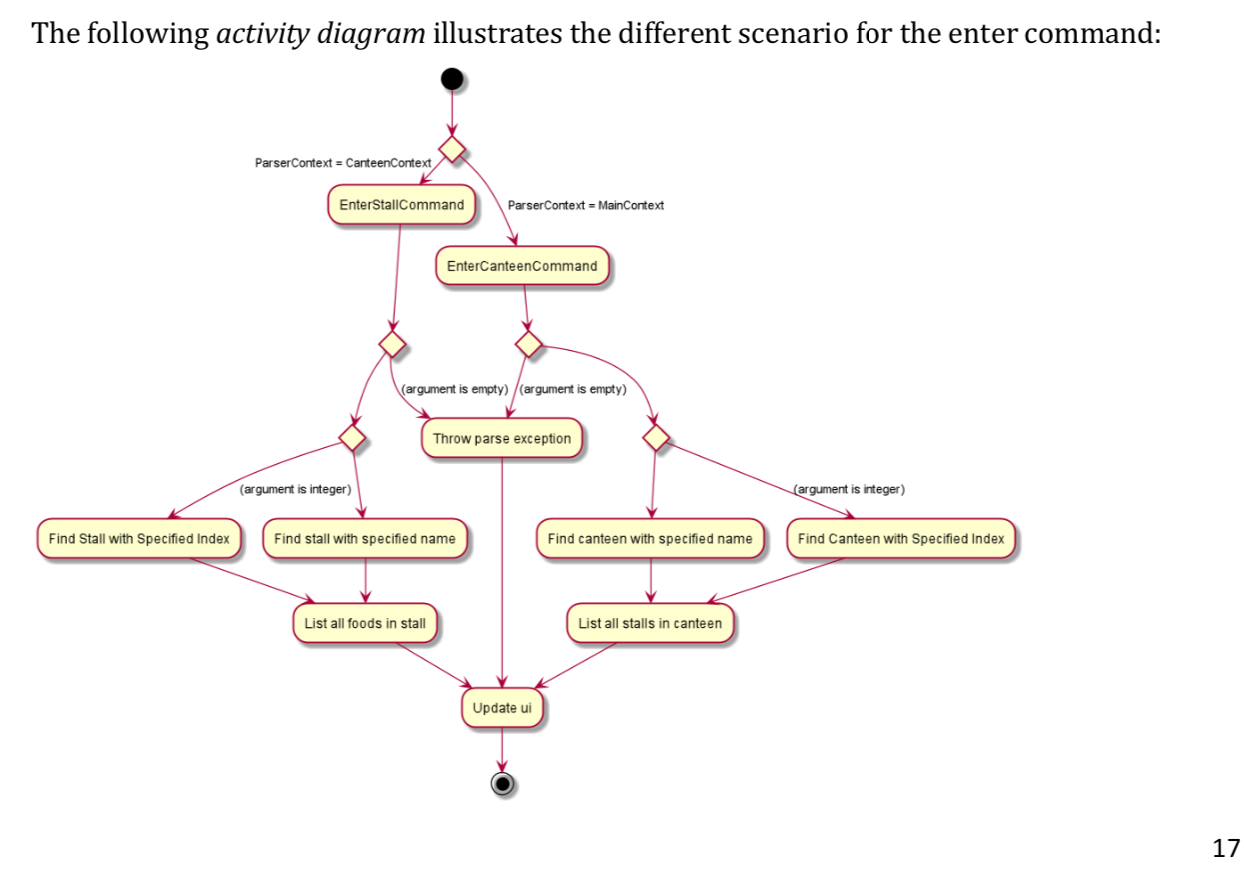 The following activity diagram illustrates the different scenario for the enter command:
ParserContext = CanteenContext
EnterStallCommand
ParserContext = MainContext
EnterCanteenCommand
(argument is empty)
(argument is empty)
Throw parse exception
(argument is integer)
(argument is integer)
Find Stall with Specified Index
Find stall with specified name
Find canteen with specified name
Find Canteen with Specified Index
List all foods in stall
List all stalls in canteen
Update ui
17